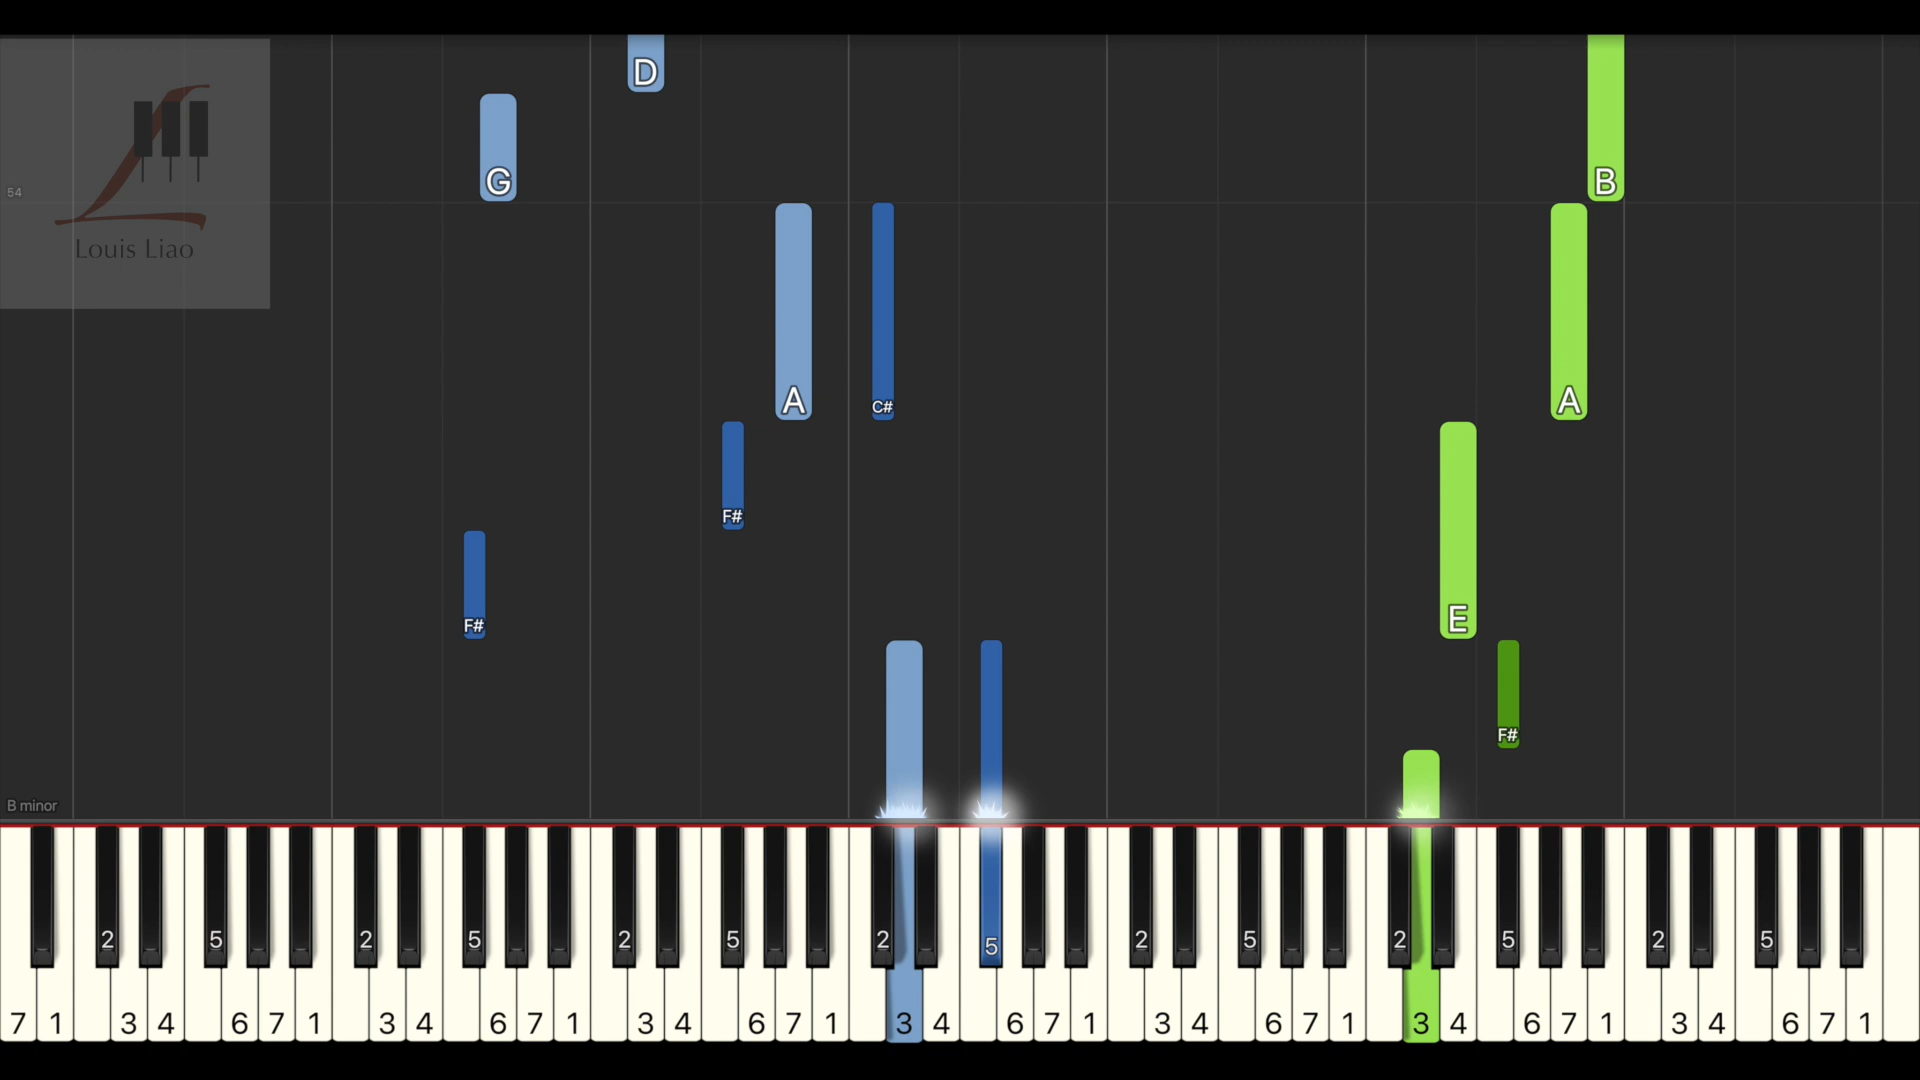 D
G
B
54
Louis Liao
A
C#
A
F#
F#
E
F#
B minor
2 5 2 5 2 5 2 5 2 5 2 5 2 5
7 1 3 4 6 7 1 3 4 6 7 1 3 4 6 7 1 3 4 6 7 1 3 4 6 7 1 3 4 6 7 1 3 4 6 7 1